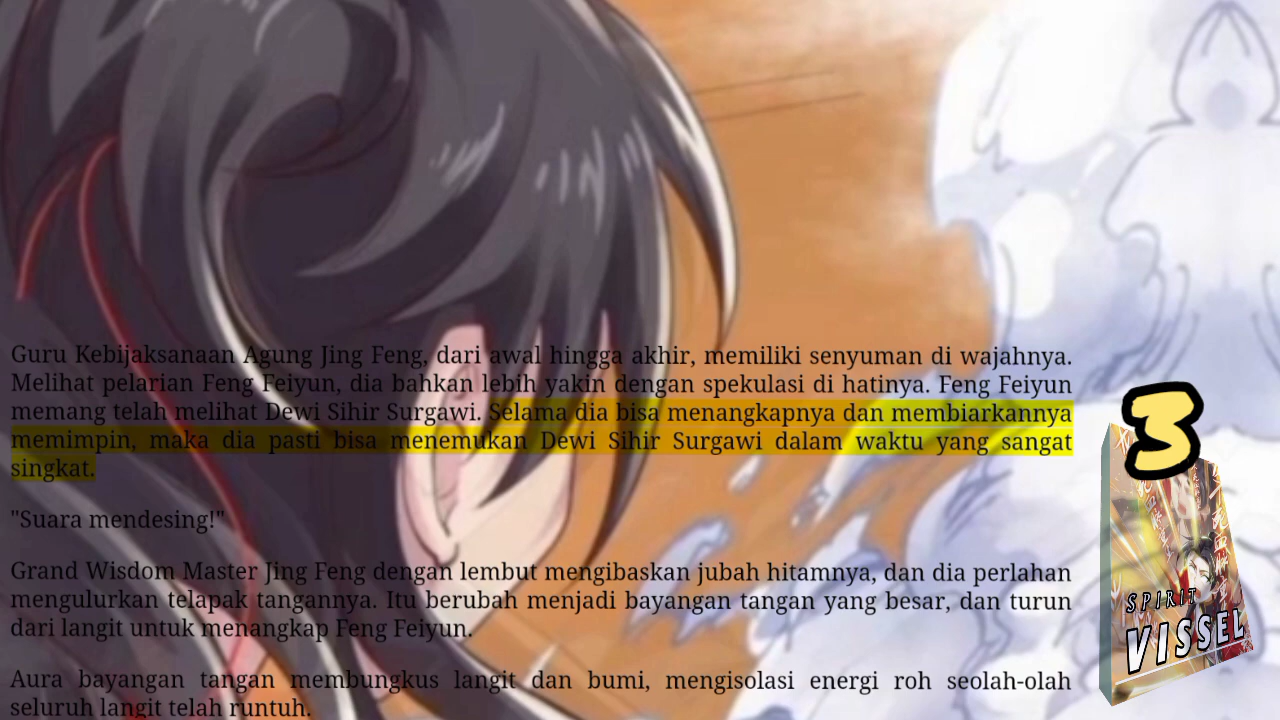 Guru Kebijaksanaan Agung Jing Feng, dari awal hingga akhir, memiliki senyuman di wajahnya.
Melihat pelarian Feng Feiyun, dia bahkan lebih yakin dengan spekulasi di hatinya. Feng Feiyun
memang telah melihat Dewi Sihir Surgawi. Selama dia bisa menangkapnya dan membiarkannya
memimpin, maka dia pasti bisa menemukan Dewi Sihir Surgawi dalam waktu yang sangat
singkat.
"Suara mendesing!"
Grand Wisdom Master Jing Feng dengan lembut mengibaskan jubah hitamnya, dan dia perlahan
mengulurkan telapak tangannya. Itu berubah menjadi bayangan tangan yang besar, dan turun
dari langit untuk menangkap Feng Feiyun.
Aura bayangan tangan membungkus langit dan bumi, mengisolasi energi roh seolah-olah
seluruh langit telah runtuh.
3
SPIRIT
VISSEL